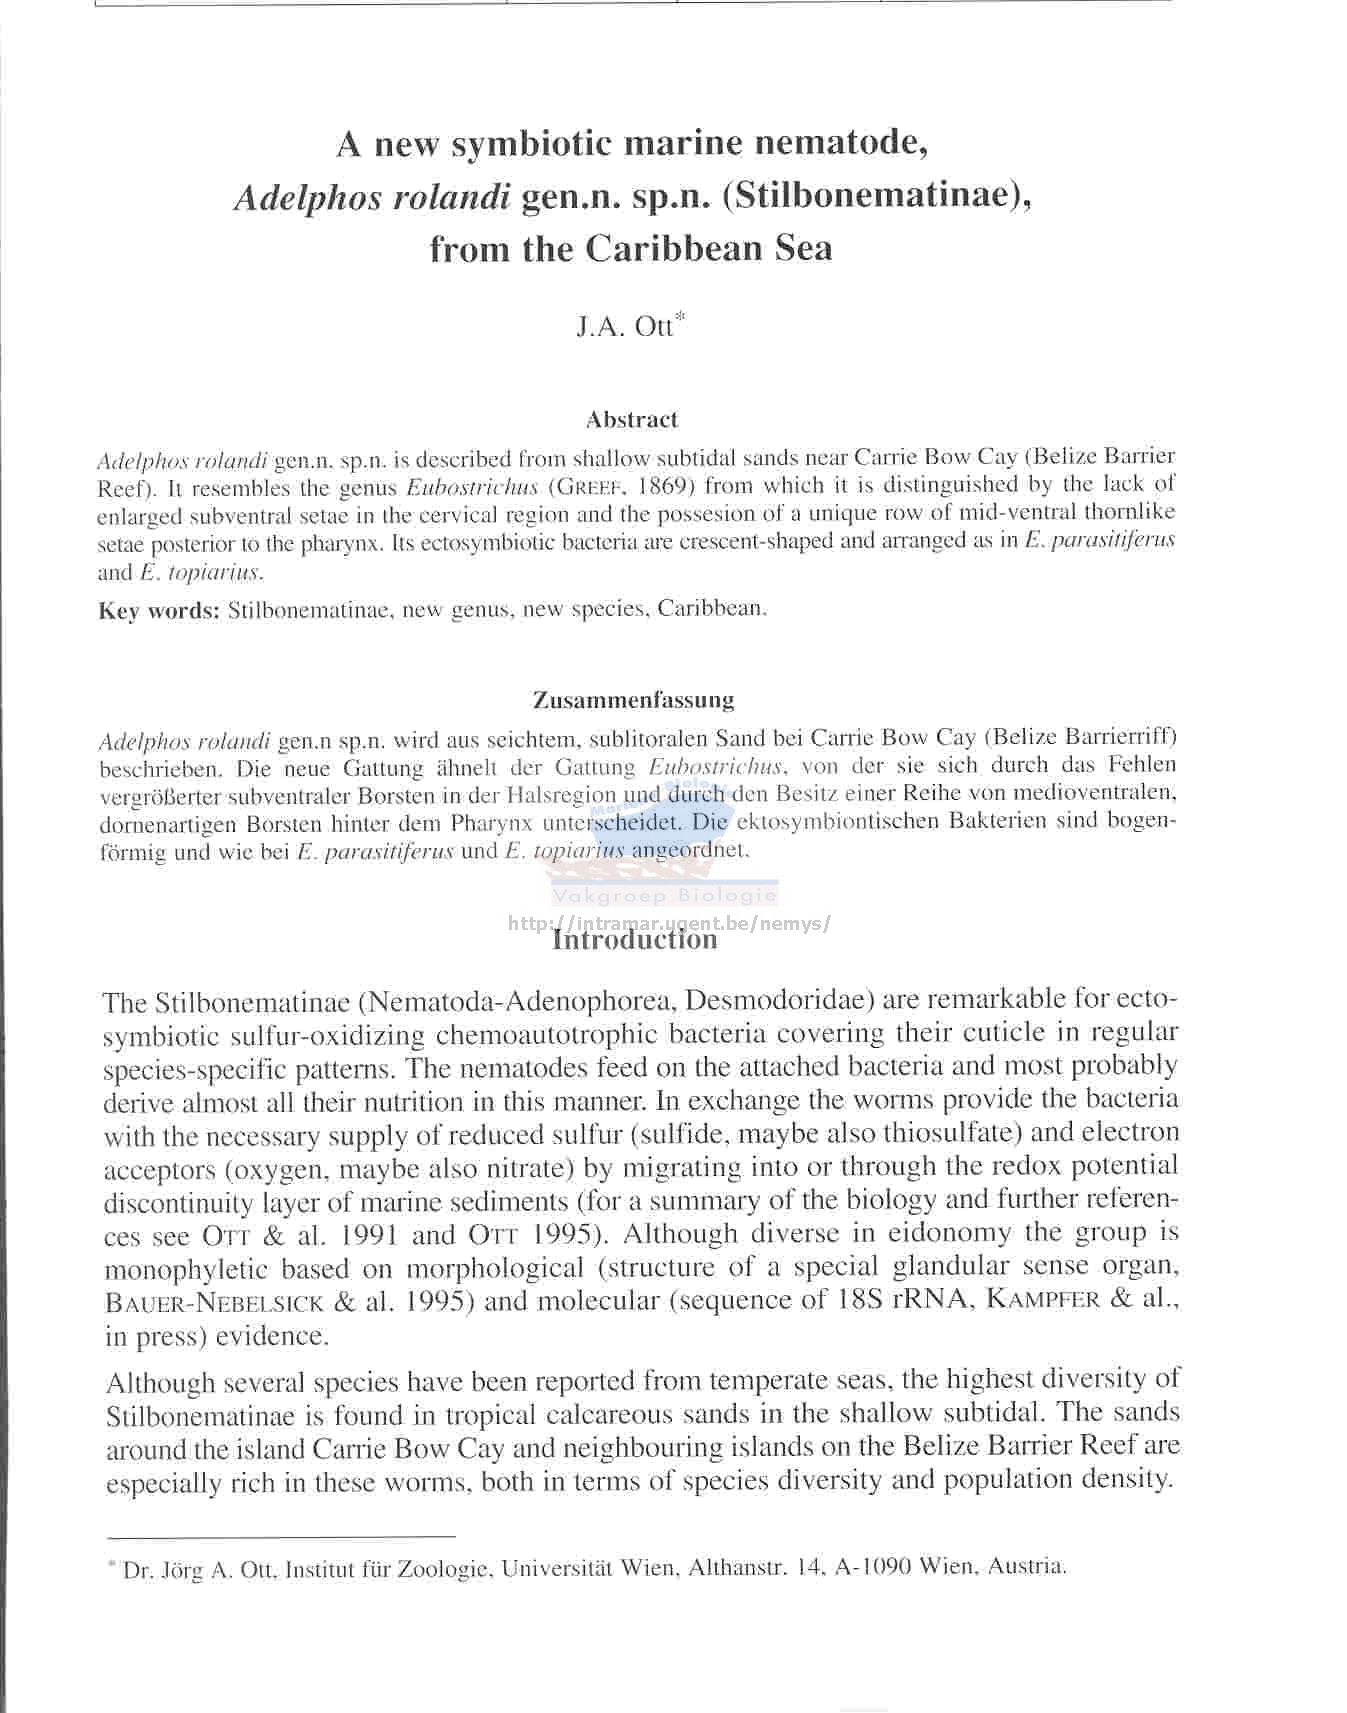 A new symbiotic marine nematode,
Adelphos rolandi gen.n. sp.n. (Stilbonematinae),
from the Caribbean Sea
J.A. Ott*
Abstract
Adelphos rolandi gen.n. sp.n. is described from shallow subtidal sands near Carrie Bow Cay (Belize Barrier
Reef). It resembles the genus Eubostrichus (GREEF, 1869) from which it is distinguished by the lack of
enlarged subventral setae in the cervical region and the possesion of a unique row of mid-ventral thornlike
setae posterior to the pharynx. Its ectosymbiotic bacteria are crescent-shaped and arranged as in E. parasitiferus
and E. topiarius.
Key words: Stilbonematinae, new genus, new species, Caribbean.
Zusammenfassung
Adelphos rolandi gen.n sp.n. wird aus seichtem, sublitoralen Sand bei Carrie Bow Cay (Belize Barrierriff)
beschrieben. Die neue Gattung ähnelt der Gattung Eubostrichus, von der sie sich durch das Fehlen
vergrößerter subventraler Borsten in der Halsregion und durch den Besitz einer Reihe von medioventralen,
dornenartigen Borsten hinter dem Pharynx unterscheidet. Die ektosymbiontischen Bakterien sind bogen-
förmig und wie bei E. parasitiferus und E. topiarius angeordnet.
Marine Biology
Vakgroep Biologie
http://intramar.ugent.be/nemys/
Introduction
The Stilbonematinae (Nematoda-Adenophorea, Desmodoridae) are remarkable for ecto-
symbiotic sulfur-oxidizing chemoautotrophic bacteria covering their cuticle in regular
species-specific patterns. The nematodes feed on the attached bacteria and most probably
derive almost all their nutrition in this manner. In exchange the worms provide the bacteria
with the necessary supply of reduced sulfur (sulfide, maybe also thiosulfate) and electron
acceptors (oxygen, maybe also nitrate) by migrating into or through the redox potential
discontinuity layer of marine sediments (for a summary of the biology and further referen-
ces see OTT & al. 1991 and OTT 1995). Although diverse in eidonomy the group is
monophyletic based on morphological (structure of a special glandular sense organ,
BAUER-NEBELSICK & al. 1995) and molecular (sequence of 18S rRNA, KAMPFER & al.,
in press) evidence.
Although several species have been reported from temperate seas, the highest diversity of
Stilbonematinae is found in tropical calcareous sands in the shallow subtidal. The sands
around the island Carrie Bow Cay and neighbouring islands on the Belize Barrier Reef are
especially rich in these worms, both in terms of species diversity and population density.
* Dr. Jörg A. Ott, Institut für Zoologie, Universität Wien, Althanstr. 14, A-1090 Wien, Austria.